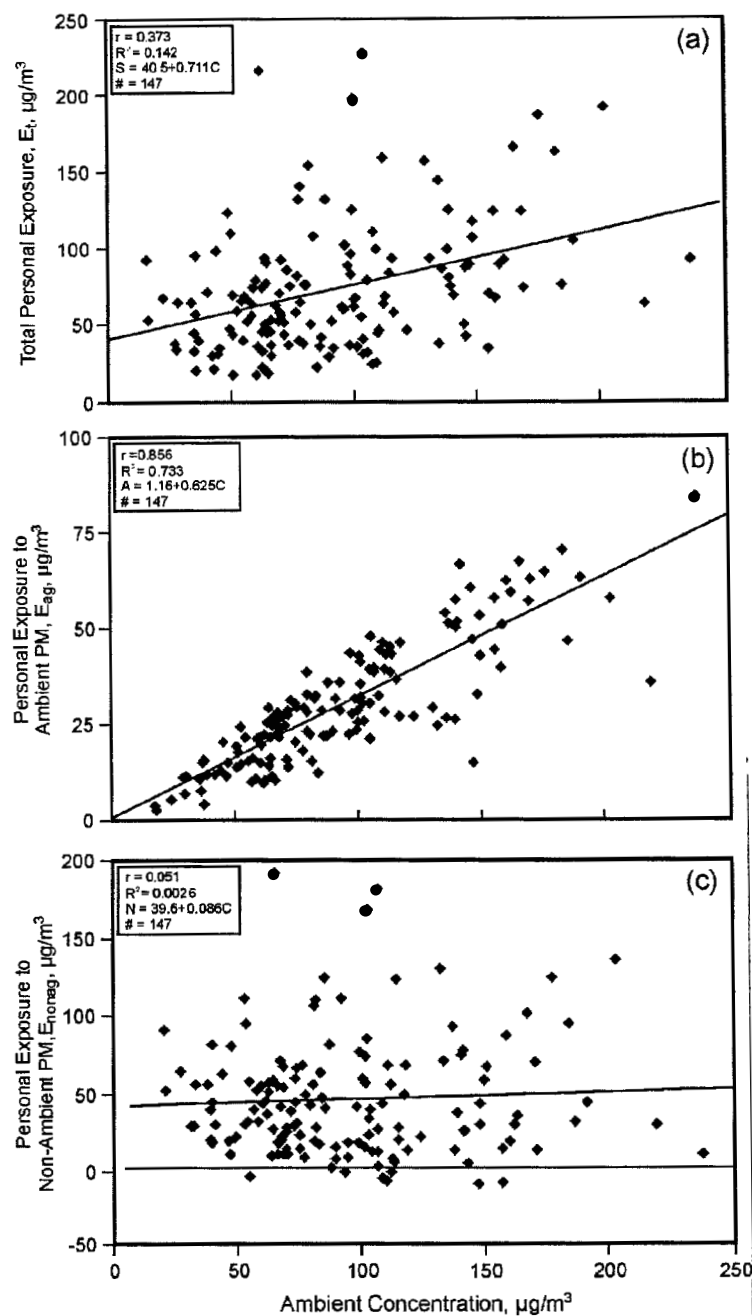 (a)
r = 0.373
R² = 0.142
S = 40.5+0.711C
# = 147
250
200
150
100
50
0
Total Personal Exposure, Et, µg/m³
(b)
r =0.856
R² = 0.733
A = 1.16+0.625C
# = 147
100
75
50
25
0
Personal Exposure to
Ambient PM, Eag, µg/m³
(c)
r = 0.051
R² = 0.0026
N = 39.6+0.086C
# = 147
200
150
100
50
0
-50
Personal Exposure to
Non-Ambient PM,Enonag, µg/m³
0 50 100 150 200 250
Ambient Concentration, µg/m³